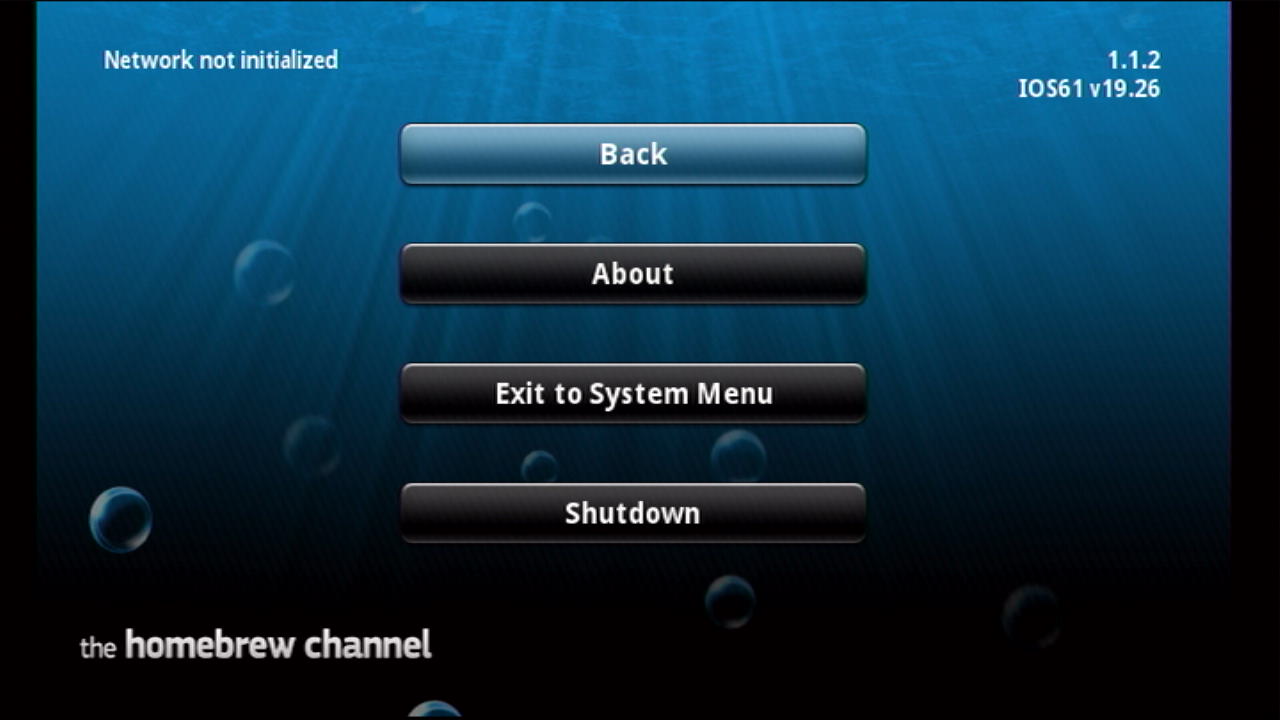 Network not initialized
1.1.2
IOS61 v19.26
Back
About
Exit to System Menu
Shutdown
the homebrew channel